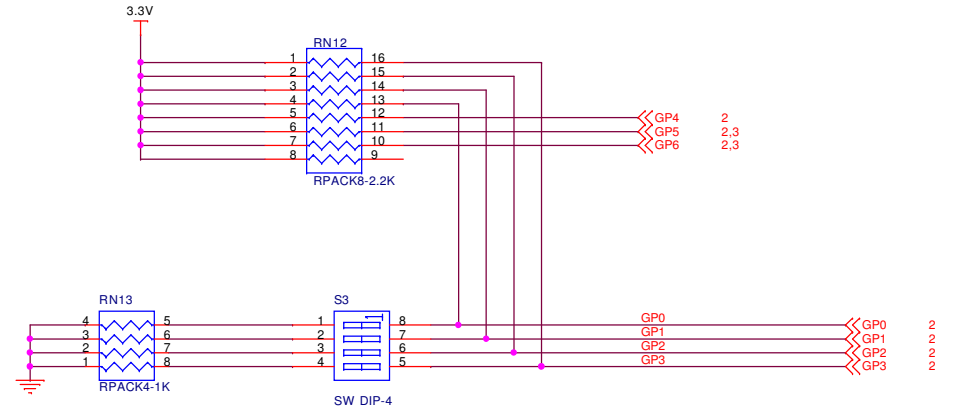 3.3V
RN12
1 16
2 15
3 14
4 13
5 12 GP4 2
6 11 GP5 2,3
7 10 GP6 2,3
8 9
RPACK8-2.2K
RN13 S3
4 5 1 8 GP0 GP0 2
3 6 2 7 GP1 GP1 2
2 7 3 6 GP2 GP2 2
1 8 4 5 GP3 GP3 2
RPACK4-1K
SW DIP-4